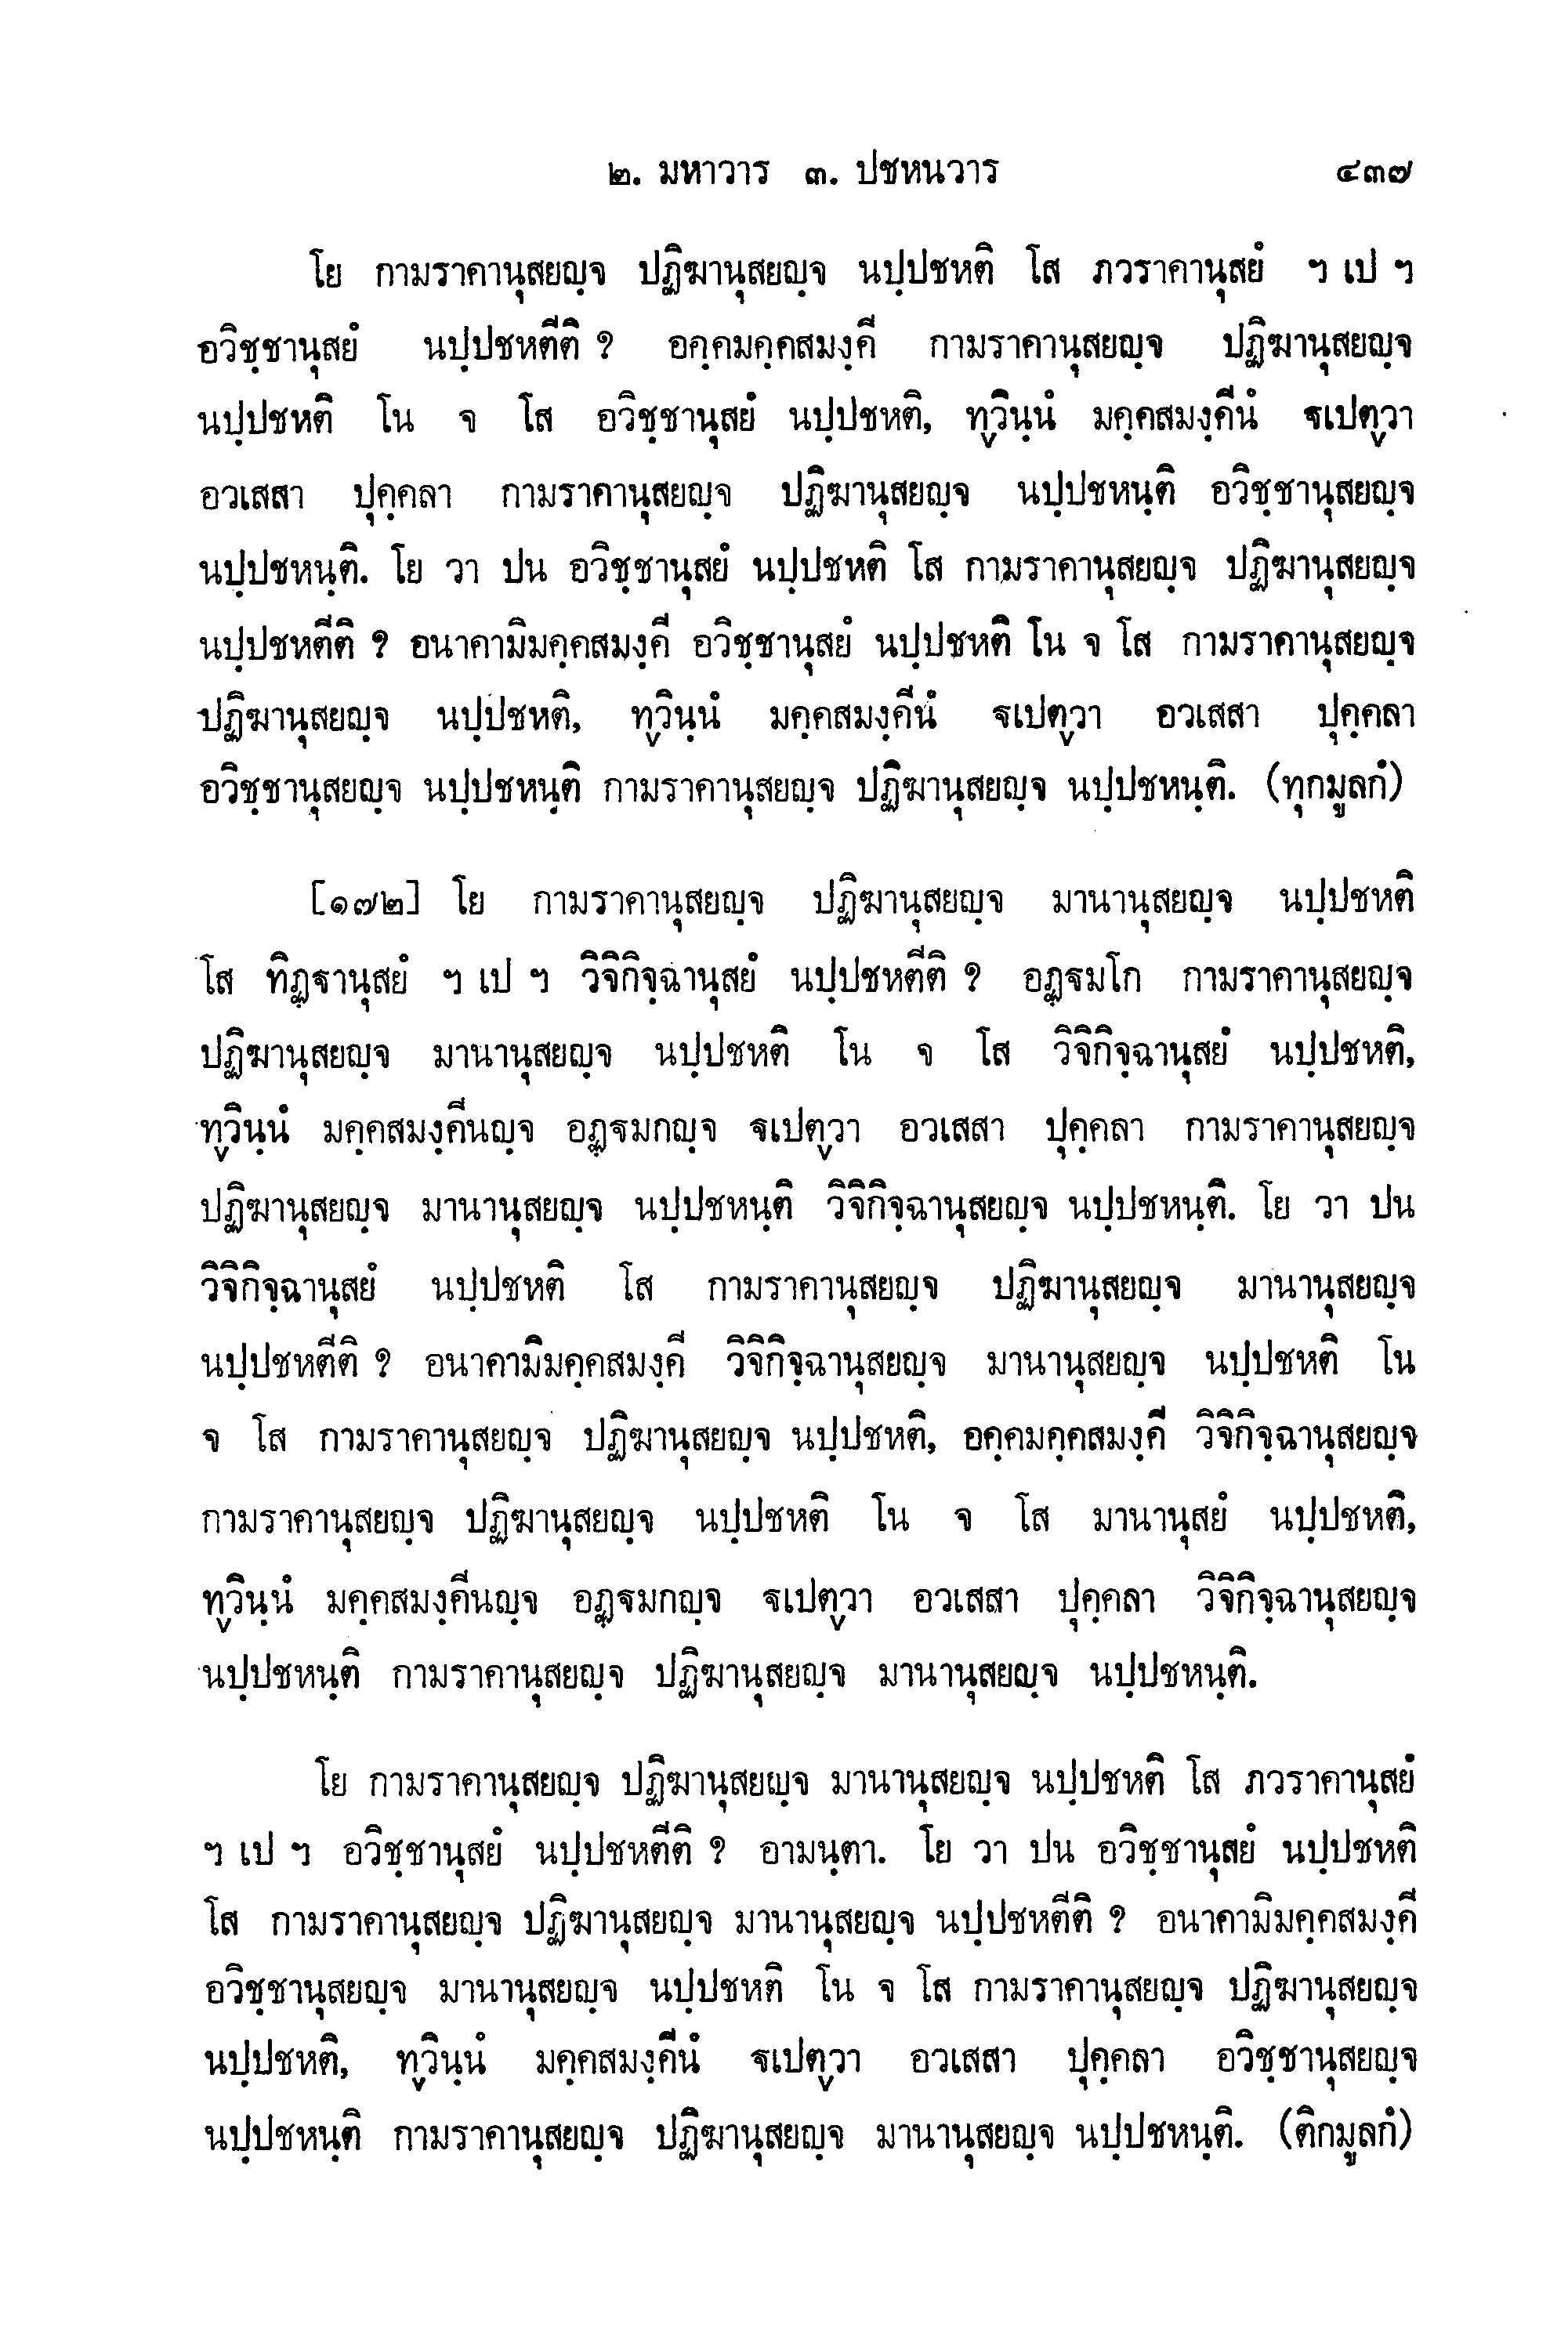 ๒. มหาวาร ๓. ปชหนวาร ๔๓๗
โย กามราคานุสยญฺจ ปฏิฆานุสยญฺจ นปฺปชหติ โส ภวราคานุสยํ ฯ เป ฯ
อวิชฺชานุสยํ นปฺปชหตีติ ? อคฺคมคฺคสมงฺคี กามราคานุสยญฺจ ปฏิฆานุสยญฺจ
นปฺปชหติ โน จ โส อวิชฺชานุสยํ นปฺปชหติ, ทฺวินฺนํ มคฺคสมงฺคีนํ ฐเปตฺวา
อวเสสา ปุคฺคลา กามราคานุสยญฺจ ปฏิฆานุสยญฺจ นปฺปชหนฺติ อวิชฺชานุสยญฺจ
นปฺปชหนฺติ. โย วา ปน อวิชฺชานุสยํ นปฺปชหติ โส กามราคานุสยญฺจ ปฏิฆานุสยญฺจ
นปฺปชหตีติ ? อนาคามิมคฺคสมงฺคี อวิชฺชานุสยํ นปฺปชหติ โน จ โส กามราคานุสยญฺจ
ปฏิฆานุสยญฺจ นปฺปชหติ, ทฺวินฺนํ มคฺคสมงฺคีนํ ฐเปตฺวา อวเสสา ปุคฺคลา
อวิชฺชานุสยญฺจ นปฺปชหนฺติ กามราคานุสยญฺจ ปฏิฆานุสยญฺจ นปฺปชหนฺติ. (ทุกมูลกํ)
[๑๗๒] โย กามราคานุสยญฺจ ปฏิฆานุสยญฺจ มานานุสยญฺจ นปฺปชหติ
โส ทิฏฺฐานุสยํ ฯ เป ฯ วิจิกิจฺฉานุสยํ นปฺปชหตีติ ? อฏฺฐมโก กามราคานุสยญฺจ
ปฏิฆานุสยญฺจ มานานุสยญฺจ นปฺปชหติ โน จ โส วิจิกิจฺฉานุสยํ นปฺปชหติ,
ทฺวินฺนํ มคฺคสมงฺคีนญฺจ อฏฺฐมกญฺจ ฐเปตฺวา อวเสสา ปุคฺคลา กามราคานุสยญฺจ
ปฏิฆานุสยญฺจ มานานุสยญฺจ นปฺปชหนฺติ วิจิกิจฺฉานุสยญฺจ นปฺปชหนฺติ. โย วา ปน
วิจิกิจฺฉานุสยํ นปฺปชหติ โส กามราคานุสยญฺจ ปฏิฆานุสยญฺจ มานานุสยญฺจ
นปฺปชหตีติ ? อนาคามิมคฺคสมงฺคี วิจิกิจฺฉานุสยญฺจ มานานุสยญฺจ นปฺปชหติ โน
จ โส กามราคานุสยญฺจ ปฏิฆานุสยญฺจ นปฺปชหติ, อคฺคมคฺคสมงฺคี วิจิกิจฺฉานุสยญฺจ
กามราคานุสยญฺจ ปฏิฆานุสยญฺจ นปฺปชหติ โน จ โส มานานุสยํ นปฺปชหติ,
ทฺวินฺนํ มคฺคสมงฺคีนญฺจ อฏฺฐมกญฺจ ฐเปตฺวา อวเสสา ปุคฺคลา วิจิกิจฺฉานุสยญฺจ
นปฺปชหนฺติ กามราคานุสยญฺจ ปฏิฆานุสยญฺจ มานานุสยญฺจ นปฺปชหนฺติ.
โย กามราคานุสยญฺจ ปฏิฆานุสยญฺจ มานานุสยญฺจ นปฺปชหติ โส ภวราคานุสยํ
ฯ เป ฯ อวิชฺชานุสยํ นปฺปชหตีติ ? อามนฺตา. โย วา ปน อวิชฺชานุสยํ นปฺปชหติ
โส กามราคานุสยญฺจ ปฏิฆานุสยญฺจ มานานุสยญฺจ นปฺปชหตีติ ? อนาคามิมคฺคสมงฺคี
อวิชฺชานุสยญฺจ มานานุสยญฺจ นปฺปชหติ โน จ โส กามราคานุสยญฺจ ปฏิฆานุสยญฺจ
นปฺปชหติ, ทฺวินฺนํ มคฺคสมงฺคีนํ ฐเปตฺวา อวเสสา ปุคฺคลา อวิชฺชานุสยญฺจ
นปฺปชหนฺติ กามราคานุสยญฺจ ปฏิฆานุสยญฺจ มานานุสยญฺจ นปฺปชหนฺติ. (ติกมูลกํ)